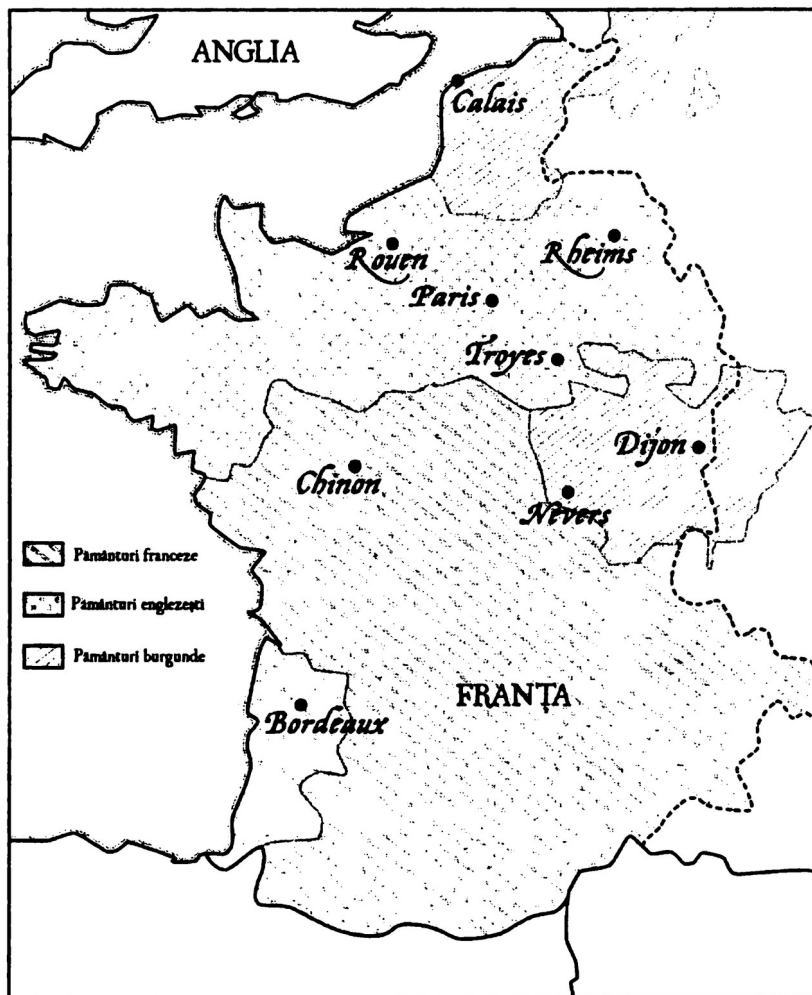 ANGLIA
Calais
Rouen
Rheims
Paris
Troyes
Dijon
Chinon
Nevers
Pământuri franceze
Pământuri englezești
Pământuri burgunde
FRANȚA
Bordeaux